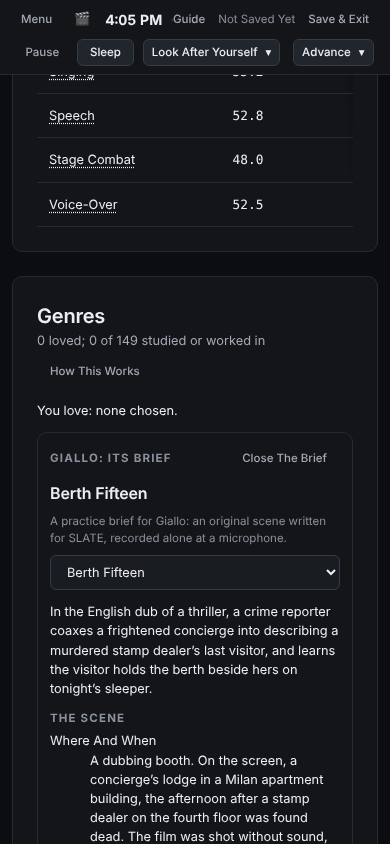 Menu 🎬 4:05 PM Guide Not Saved Yet Save & Exit
Pause Sleep Look After Yourself ▾ Advance ▾
Singing
Speech 52.8
Stage Combat 48.0
Voice-Over 52.5
Genres
0 loved; 0 of 149 studied or worked in
How This Works
You love: none chosen.
GIALLO: ITS BRIEF Close The Brief
Berth Fifteen
A practice brief for Giallo: an original scene written
for SLATE, recorded alone at a microphone.
Berth Fifteen
In the English dub of a thriller, a crime reporter
coaxes a frightened concierge into describing a
murdered stamp dealer’s last visitor, and learns
the visitor holds the berth beside hers on
tonight’s sleeper.
THE SCENE
Where And When
A dubbing booth. On the screen, a
concierge’s lodge in a Milan apartment
building, the afternoon after a stamp
dealer on the fourth floor was found
dead. The film was shot without sound,